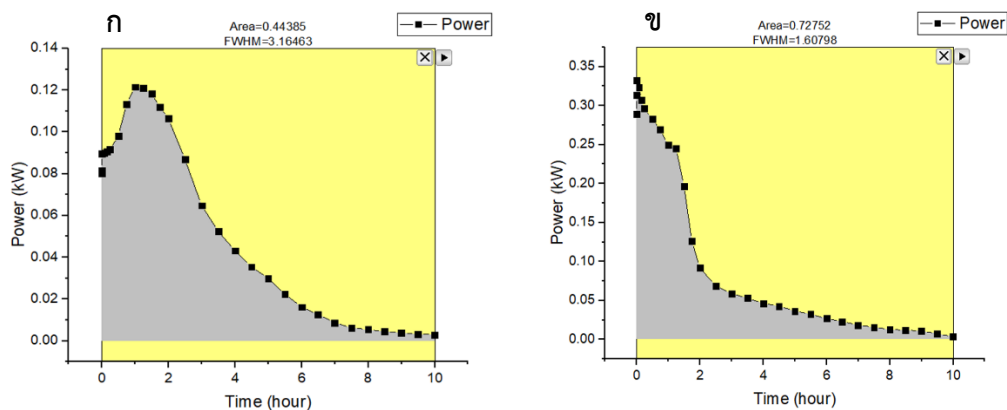 ก
Area=0.44385
FWHM=3.16463
Power
0.14
0.12
0.10
0.08
0.06
0.04
0.02
0.00
Power (kW)
0 2 4 6 8 10
Time (hour)
ข
Area=0.72752
FWHM=1.60798
Power
0.35
0.30
0.25
0.20
0.15
0.10
0.05
0.00
Power (kW)
0 2 4 6 8 10
Time (hour)